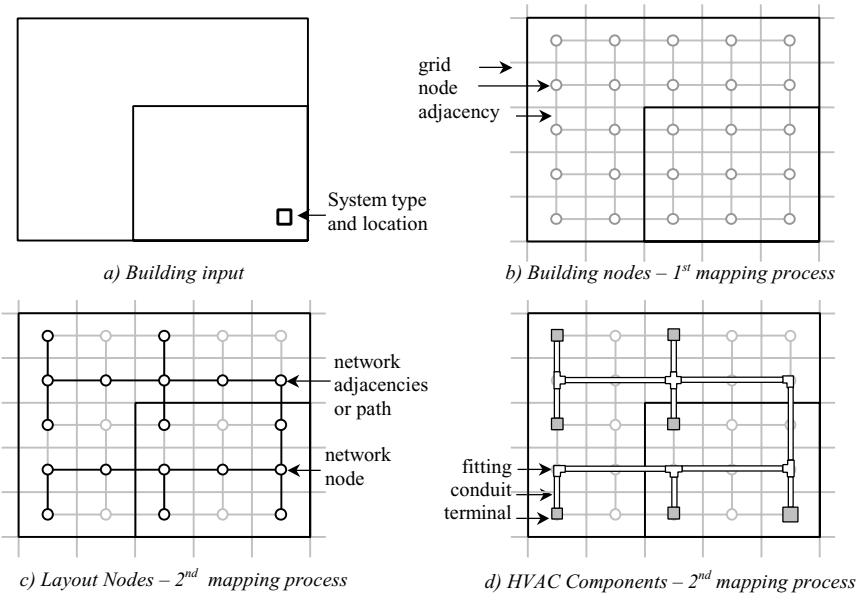 System type
and location
a) Building input
grid
node
adjacency
b) Building nodes – 1st mapping process
network
adjacencies
or path
network
node
c) Layout Nodes – 2nd mapping process
fitting
conduit
terminal
d) HVAC Components – 2nd mapping process